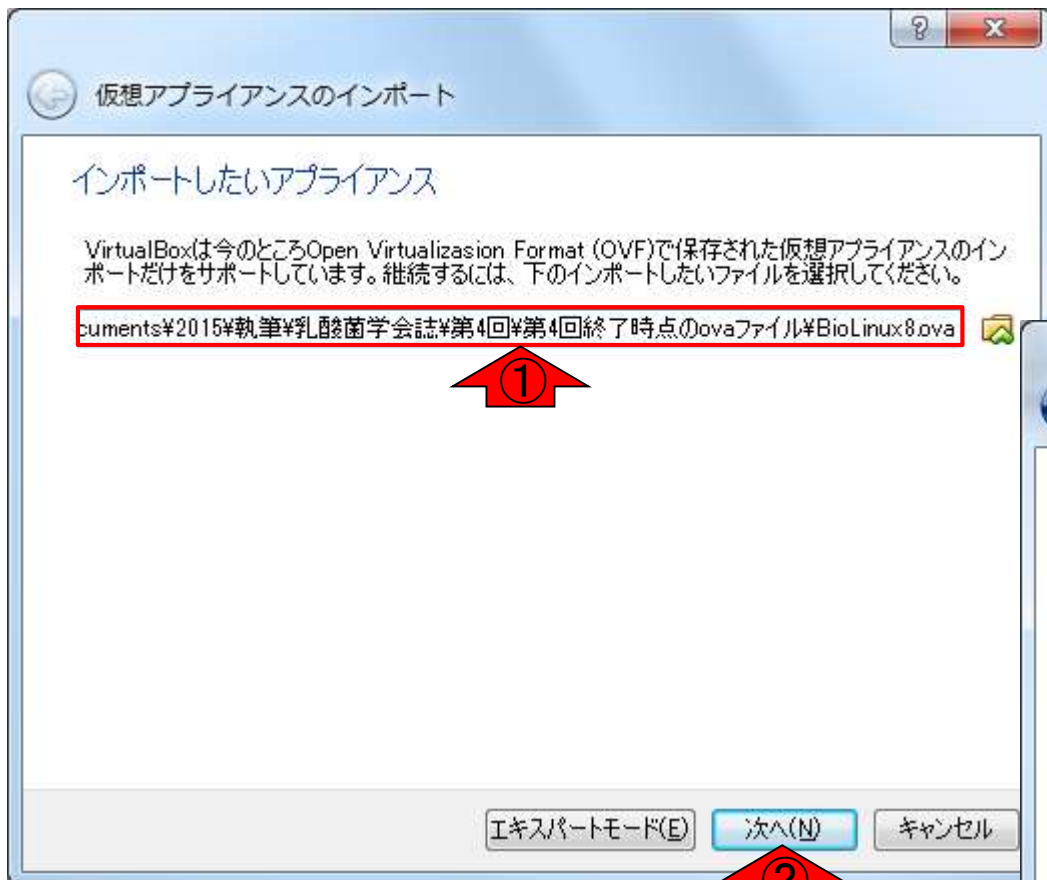 仮想アプライアンスのインポート
インポートしたいアプライアンス
VirtualBoxは今のところOpen Virtualizasion Format (OVF)で保存された仮想アプライアンスのイン
ポートだけをサポートしています。継続するには、下のインポートしたいファイルを選択してください。
cuments¥2015¥執筆¥乳酸菌学会誌¥第4回¥第4回終了時点のovaファイル¥BioLinux8.ova
①
エキスパートモード(E) 次へ(N) キャンセル
②